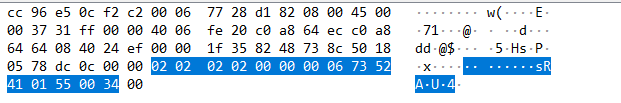 cc 96 e5 0c f2 c2 00 06 77 28 d1 82 08 00 45 00 ········ w(····E·
00 37 31 ff 00 00 40 06 fe 20 c0 a8 64 ec c0 a8 ·71···@· · ··d···
64 64 08 40 24 ef 00 00 1f 35 82 48 73 8c 50 18 dd·@$··· ·5·Hs·P·
05 78 dc 0c 00 00 02 02 02 02 00 00 00 06 73 52 ·x······ ······sR
41 01 55 00 34 00 A·U·4·